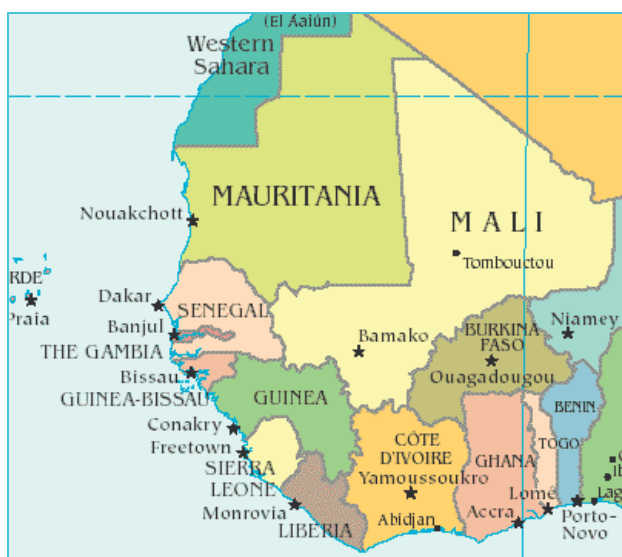 (El Aaiún)
Western
Sahara
MAURITANIA
Nouakchott
MALI
Tombouctou
RDE
Praia
Dakar
SENEGAL
Banjul
THE GAMBIA
Bissau
GUINEA-BISSAU
Bamako
BURKINA
FASO
Ouagadougou
Niamey
GUINEA
Conakry
Freetown
SIERRA
LEONE
Monrovia
LIBERIA
CÔTE
D'IVOIRE
Yamoussoukro
Abidjan
GHANA
Accra
TOGO
Lomé
BENIN
Porto-
Novo
Lag
Ib